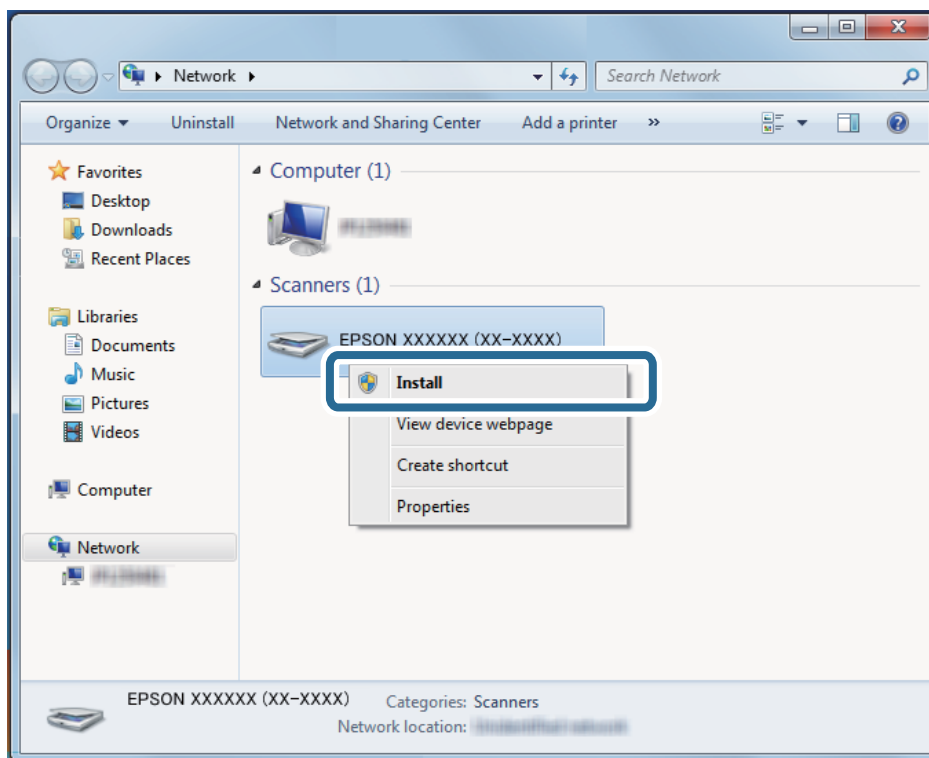 Network
Search Network
Organize
Uninstall
Network and Sharing Center
Add a printer
»
Favorites
Desktop
Downloads
Recent Places
Libraries
Documents
Music
Pictures
Videos
Computer
Network
Computer (1)
Scanners (1)
EPSON XXXXXX (XX-XXXX)
Install
View device webpage
Create shortcut
Properties
EPSON XXXXXX (XX-XXXX) Categories: Scanners
Network location: